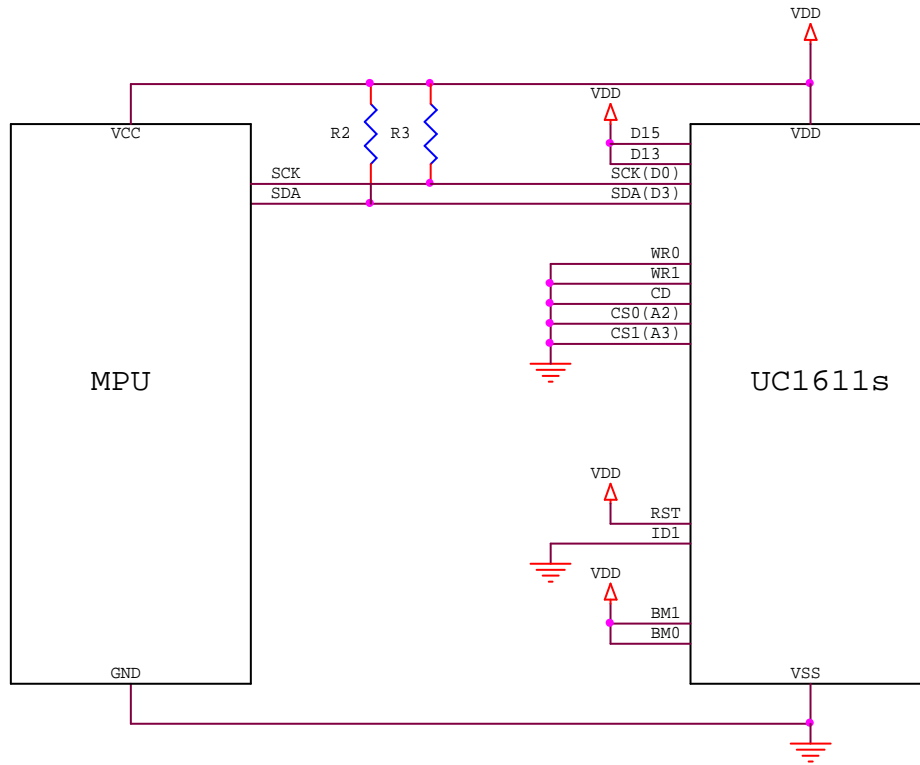 VDD
VDD
VCC
R2
R3
D15
VDD
D13
SCK
SCK(D0)
SDA
SDA(D3)
WR0
WR1
CD
CS0(A2)
CS1(A3)
MPU
UC1611s
VDD
RST
ID1
VDD
BM1
BM0
GND
VSS